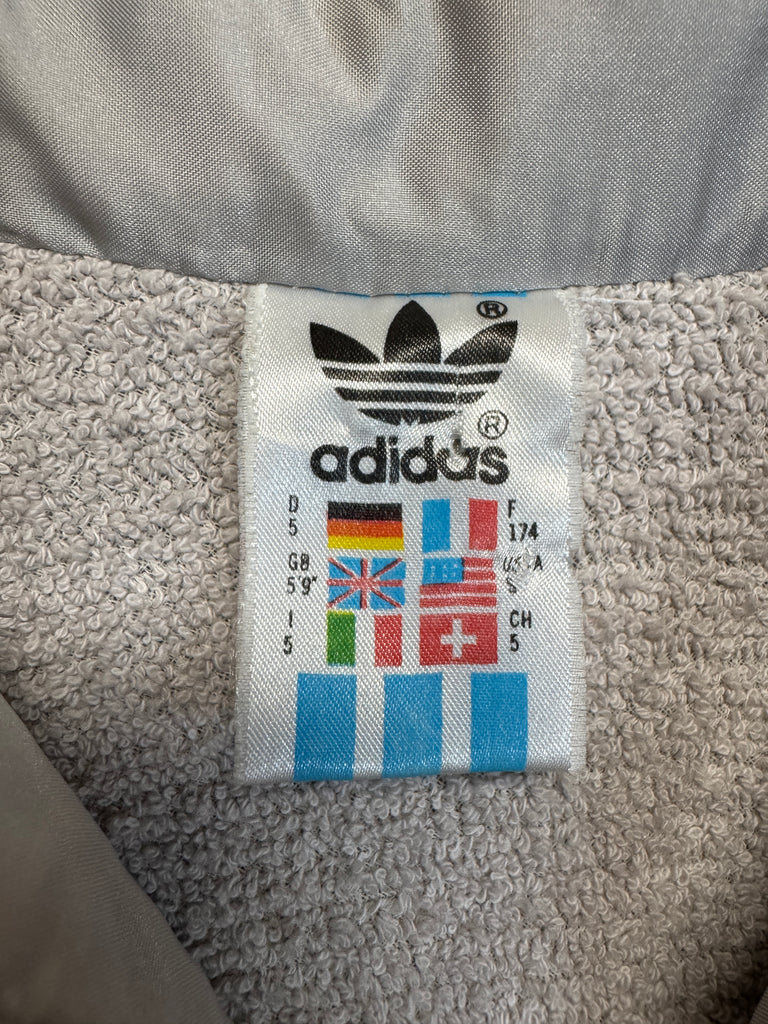 ®
adidas ®
D 5
F 174
GB 5'9"
USA S
I 5
CH 5